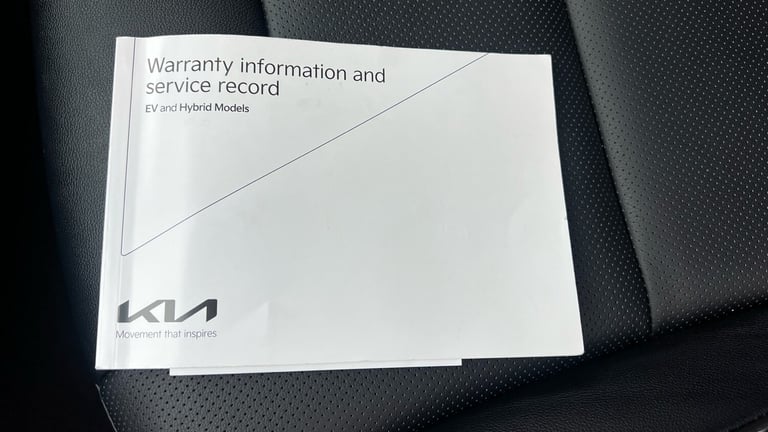 Warranty information and
service record
EV and Hybrid Models
KIA
Movement that inspires